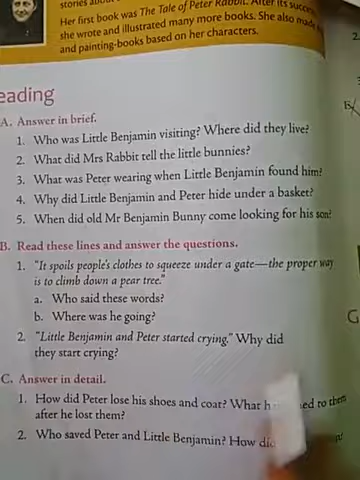 stories about
Her first book was The Tale of Peter Rabbit. After its success
she wrote and illustrated many more books. She also made
and painting-books based on her characters.
2.
eading
A. Answer in brief.
1. Who was Little Benjamin visiting? Where did they live?
2. What did Mrs Rabbit tell the little bunnies?
3. What was Peter wearing when Little Benjamin found him?
4. Why did Little Benjamin and Peter hide under a basket?
5. When did old Mr Benjamin Bunny come looking for his son?
B. Read these lines and answer the questions.
1. "It spoils people's clothes to squeeze under a gate—the proper way
is to climb down a pear tree."
a. Who said these words?
b. Where was he going?
2. "Little Benjamin and Peter started crying." Why did
they start crying?
C. Answer in detail.
1. How did Peter lose his shoes and coat? What to them
after he lost them?
2. Who saved Peter and Little Benjamin? How